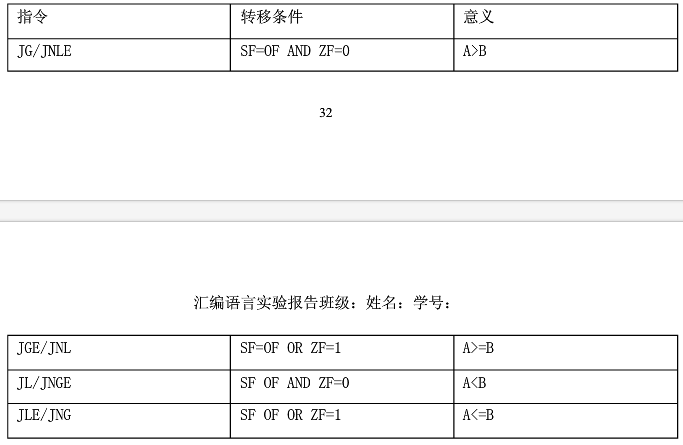 指令 转移条件 意义
JG/JNLE SF=OF AND ZF=0 A>B
32
汇编语言实验报告班级：姓名：学号：
JGE/JNL SF=OF OR ZF=1 A>=B
JL/JNGE SF OF AND ZF=0 A<B
JLE/JNG SF OF OR ZF=1 A<=B